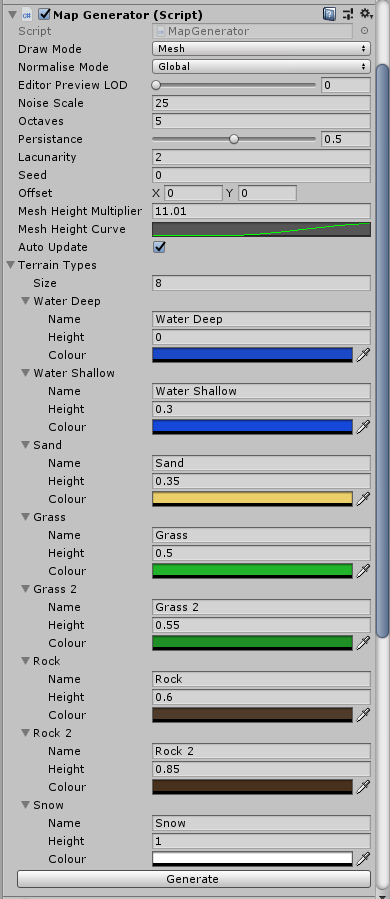 Map Generator (Script)
Script MapGenerator
Draw Mode Mesh
Normalise Mode Global
Editor Preview LOD 0
Noise Scale 25
Octaves 5
Persistance 0.5
Lacunarity 2
Seed 0
Offset X 0 Y 0
Mesh Height Multiplier 11.01
Mesh Height Curve
Auto Update
Terrain Types
Size 8
Water Deep
Name Water Deep
Height 0
Colour
Water Shallow
Name Water Shallow
Height 0.3
Colour
Sand
Name Sand
Height 0.35
Colour
Grass
Name Grass
Height 0.5
Colour
Grass 2
Name Grass 2
Height 0.55
Colour
Rock
Name Rock
Height 0.6
Colour
Rock 2
Name Rock 2
Height 0.85
Colour
Snow
Name Snow
Height 1
Colour
Generate